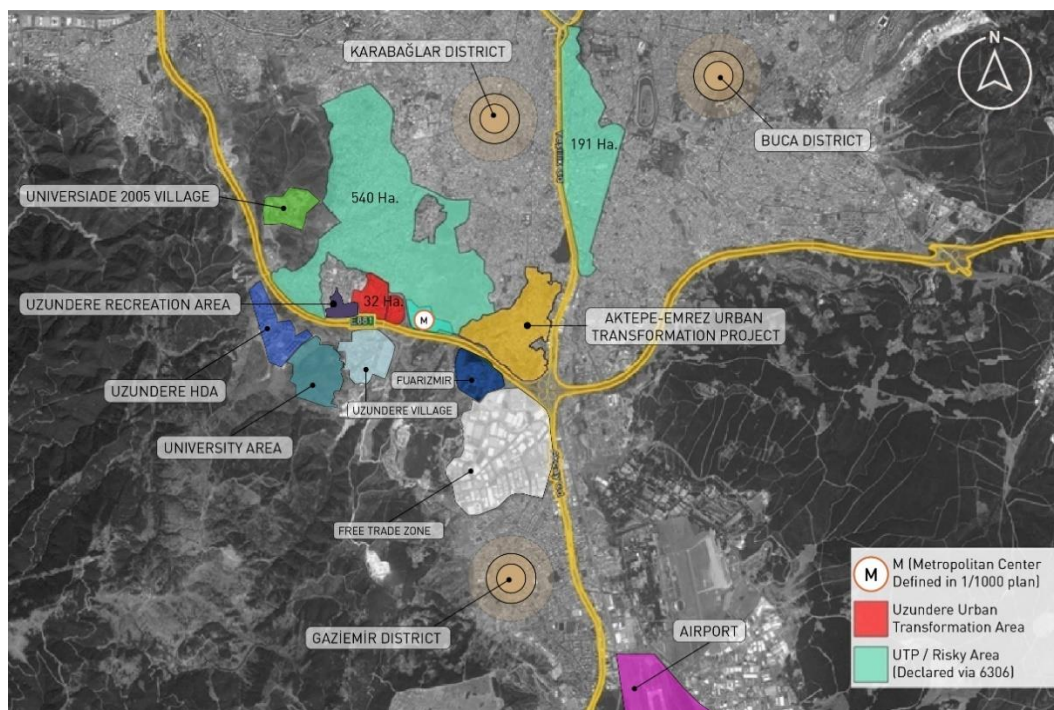 N
KARABAĞLAR DISTRICT
BUCA DISTRICT
191 Ha.
UNIVERSIADE 2005 VILLAGE
540 Ha.
UZUNDERE RECREATION AREA
32 Ha.
E881
M
AKTEPE-EMREZ URBAN
TRANSFORMATION PROJECT
UZUNDERE HDA
FUARIZMIR
UZUNDERE VILLAGE
UNIVERSITY AREA
FREE TRADE ZONE
GAZİEMİR DISTRICT
AIRPORT
M
M (Metropolitan Center
Defined in 1/1000 plan)
Uzundere Urban
Transformation Area
UTP / Risky Area
(Declared via 6306)